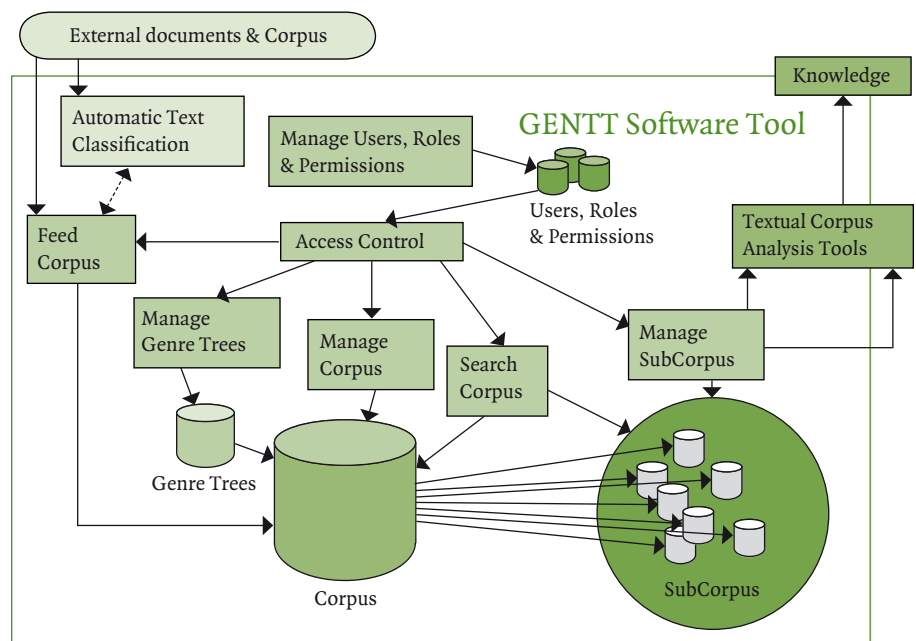 External documents & Corpus
Knowledge
Automatic Text
Classification
Manage Users, Roles
& Permissions
GENTT Software Tool
Users, Roles
& Permissions
Feed
Corpus
Access Control
Textual Corpus
Analysis Tools
Manage
Genre Trees
Manage
Corpus
Search
Corpus
Manage
SubCorpus
Genre Trees
Corpus
SubCorpus